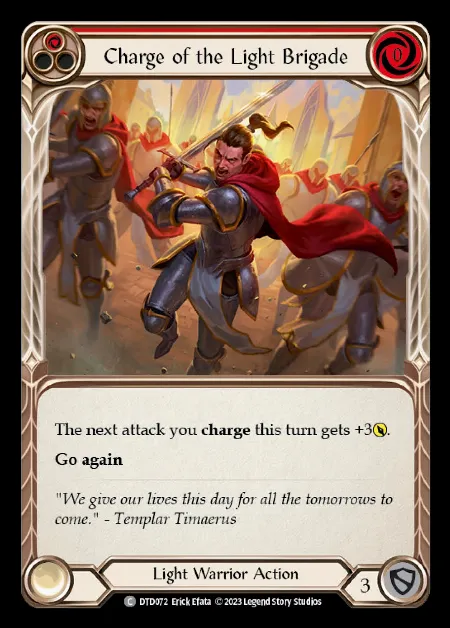 Charge of the Light Brigade
0
The next attack you charge this turn gets +3.
Go again
"We give our lives this day for all the tomorrows to
come." - Templar Timaerus
Light Warrior Action
3
C DTD072 Erick Efata © 2023 Legend Story Studios